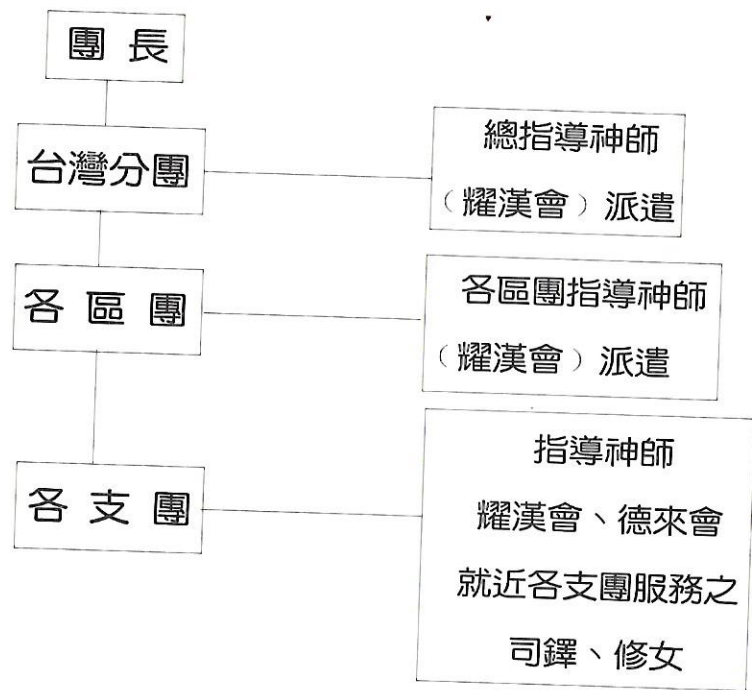 團長
台灣分團
總指導神師
（耀漢會）派遣
各區團
各區團指導神師
（耀漢會）派遣
各支團
指導神師
耀漢會、德來會
就近各支團服務之
司鐸、修女